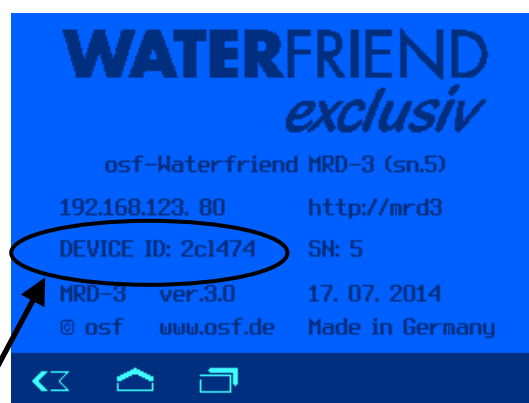 WATERFRIEND
exclusiv
osf-Waterfriend MRD-3 (sn.5)
192.168.123. 80 http://mrd3
DEVICE ID: 2cl474 SN: 5
MRD-3 ver.3.0 17. 07. 2014
© osf www.osf.de Made in Germany